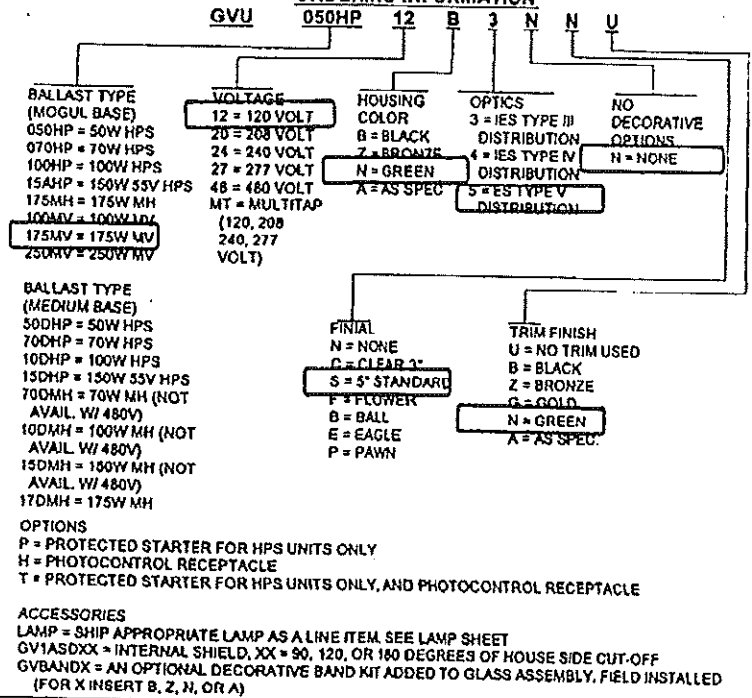 ORDERING INFORMATION
GVU 050HP 12 B 3 N N U
BALLAST TYPE
(MOGUL BASE)
050HP = 50W HPS
070HP = 70W HPS
100HP = 100W HPS
15AHP = 150W 55V HPS
175MH = 175W MH
100MV = 100W MV
175MV = 175W MV
250MV = 250W MV
VOLTAGE
12 = 120 VOLT
20 = 208 VOLT
24 = 240 VOLT
27 = 277 VOLT
48 = 480 VOLT
MT = MULTITAP
(120, 208
240, 277
VOLT)
HOUSING
COLOR
B = BLACK
Z = BRONZE
N = GREEN
A = AS SPEC
OPTICS
3 = IES TYPE III
DISTRIBUTION
4 = IES TYPE IV
DISTRIBUTION
5 = ES TYPE V
DISTRIBUTION
NO
DECORATIVE
OPTIONS
N = NONE
BALLAST TYPE
(MEDIUM BASE)
50DHP = 50W HPS
70DHP = 70W HPS
10DHP = 100W HPS
15DHP = 150W 55V HPS
70DMH = 70W MH (NOT
AVAIL. W/ 480V)
10DMH = 100W MH (NOT
AVAIL. W/ 480V)
15DMH = 150W MH (NOT
AVAIL. W/ 480V)
17DMH = 175W MH
FINIAL
N = NONE
C = CLEAR 3"
S = 5" STANDARD
F = FLOWER
B = BALL
E = EAGLE
P = PAWN
TRIM FINISH
U = NO TRIM USED
B = BLACK
Z = BRONZE
G = GOLD
N = GREEN
A = AS SPEC.
OPTIONS
P = PROTECTED STARTER FOR HPS UNITS ONLY
H = PHOTOCONTROL RECEPTACLE
T = PROTECTED STARTER FOR HPS UNITS ONLY, AND PHOTOCONTROL RECEPTACLE
ACCESSORIES
LAMP = SHIP APPROPRIATE LAMP AS A LINE ITEM. SEE LAMP SHEET
GV1ASDXX = INTERNAL SHIELD, XX = 90, 120, OR 180 DEGREES OF HOUSE SIDE CUT-OFF
GVBANDX = AN OPTIONAL DECORATIVE BAND KIT ADDED TO GLASS ASSEMBLY, FIELD INSTALLED
(FOR X INSERT B, Z, N, OR A)